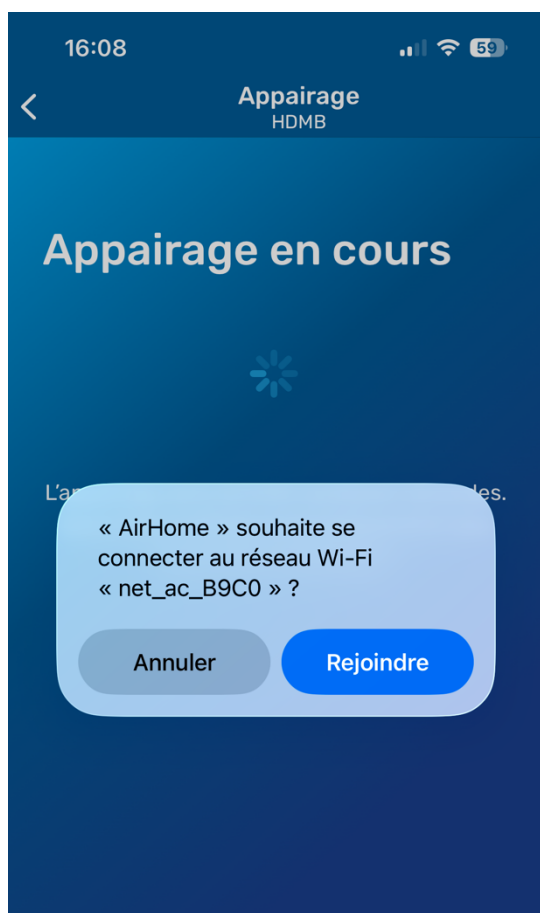 16:08
59
Appairage
HDMB
Appairage en cours
« AirHome » souhaite se
connecter au réseau Wi-Fi
« net_ac_B9C0 » ?
Annuler
Rejoindre